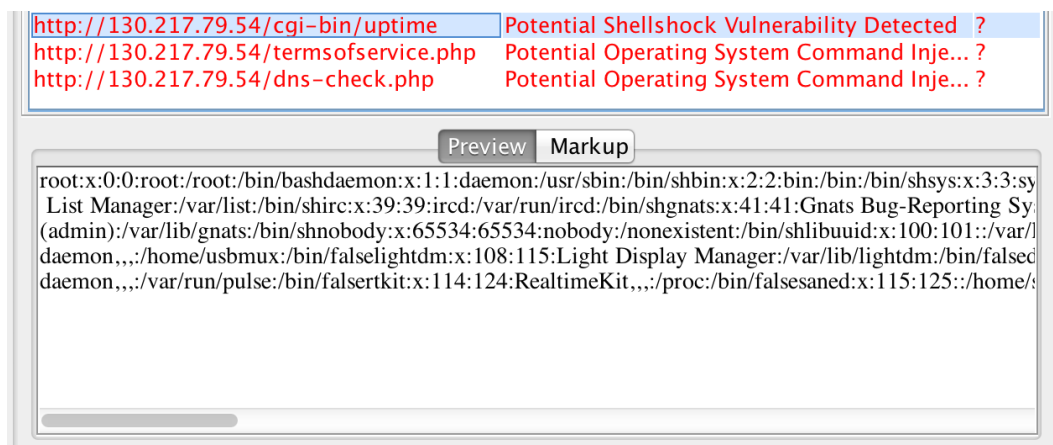 http://130.217.79.54/cgi-bin/uptime Potential Shellshock Vulnerability Detected ?
http://130.217.79.54/termsofservice.php Potential Operating System Command Inje... ?
http://130.217.79.54/dns-check.php Potential Operating System Command Inje... ?
Preview Markup
root:x:0:0:root:/root:/bin/bashdaemon:x:1:1:daemon:/usr/sbin:/bin/shbin:x:2:2:bin:/bin:/bin/shsys:x:3:3:sy
List Manager:/var/list:/bin/shirc:x:39:39:ircd:/var/run/ircd:/bin/shgnats:x:41:41:Gnats Bug-Reporting Sy
(admin):/var/lib/gnats:/bin/shnobody:x:65534:65534:nobody:/nonexistent:/bin/shlibuuid:x:100:101::/var/l
daemon,,,:/home/usbmux:/bin/falselightdm:x:108:115:Light Display Manager:/var/lib/lightdm:/bin/falsed
daemon,,,:/var/run/pulse:/bin/falsertkit:x:114:124:RealtimeKit,,,:/proc:/bin/falsesaned:x:115:125::/home/s